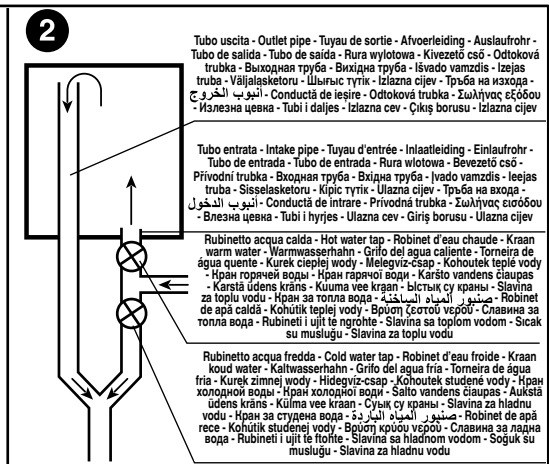 2
Tubo uscita - Outlet pipe - Tuyau de sortie - Afvoerleiding - Auslaufrohr -
Tubo de salida - Tubo de saída - Rura wylotowa - Kivezető cső - Odtoková
trubka - Выходная труба - Вихідна труба - Išvado vamzdis - Izejas
truba - Väljalasketoru - Шығыс түтік - Izlazna cijev - Тръба на изхода -
أنبوب الخروج - Conductă de ieşire - Odtoková trubka - Σωλήνας εξόδου
- Излезна цевка - Tubi i daljes - Izlazna cev - Çıkış borusu - Izlazna cijev
Tubo entrata - Intake pipe - Tuyau d'entrée - Inlaatleiding - Einlaufrohr -
Tubo de entrada - Tubo de entrada - Rura wlotowa - Bevezető cső -
Přívodní trubka - Входная труба - Вхідна труба - Įvado vamzdis - Ieejas
truba - Sisselasketoru - Кіріс түтік - Ulazna cijev - Тръба на входа -
أنبوب الدخول - Conductă de intrare - Prívodná trubka - Σωλήνας εισόδου
- Влезна цевка - Tubi i hyrjes - Ulazna cev - Giriş borusu - Ulazna cijev
Rubinetto acqua calda - Hot water tap - Robinet d'eau chaude - Kraan
warm water - Warmwasserhahn - Grifo del agua caliente - Torneira de
água quente - Kurek ciepłej wody - Melegvíz-csap - Kohoutek teplé vody
- Кран горячей воды - Кран гарячої води - Karšto vandens čiaupas
- Karstā ūdens krāns - Kuuma vee kraan - Ыстық су краны - Slavina
za toplu vodu - Кран за топла вода - صنبور المياه الساخنة - Robinet
de apă caldă - Kohútik teplej vody - Βρύση ζεστού νερού - Славина за
топла вода - Rubineti i ujit të ngrohte - Slavina sa toplom vodom - Sıcak
su musluğu - Slavina za toplu vodu
Rubinetto acqua fredda - Cold water tap - Robinet d'eau froide - Kraan
koud water - Kaltwasserhahn - Grifo del agua fría - Torneira de água
fria - Kurek zimnej wody - Hidegvíz-csap - Kohoutek studené vody - Кран
холодной воды - Кран холодної води - Šalto vandens čiaupas - Aukstā
ūdens krāns - Külma vee kraan - Суық су краны - Slavina za hladnu
vodu - Кран за студена вода - صنبور المياه الباردة - Robinet de apă
rece - Kohútik studenej vody - Βρύση κρύου νερού - Славина за ладна
вода - Rubineti i ujit të ftohte - Slavina sa hladnom vodom - Soğuk su
musluğu - Slavina za hladnu vodu